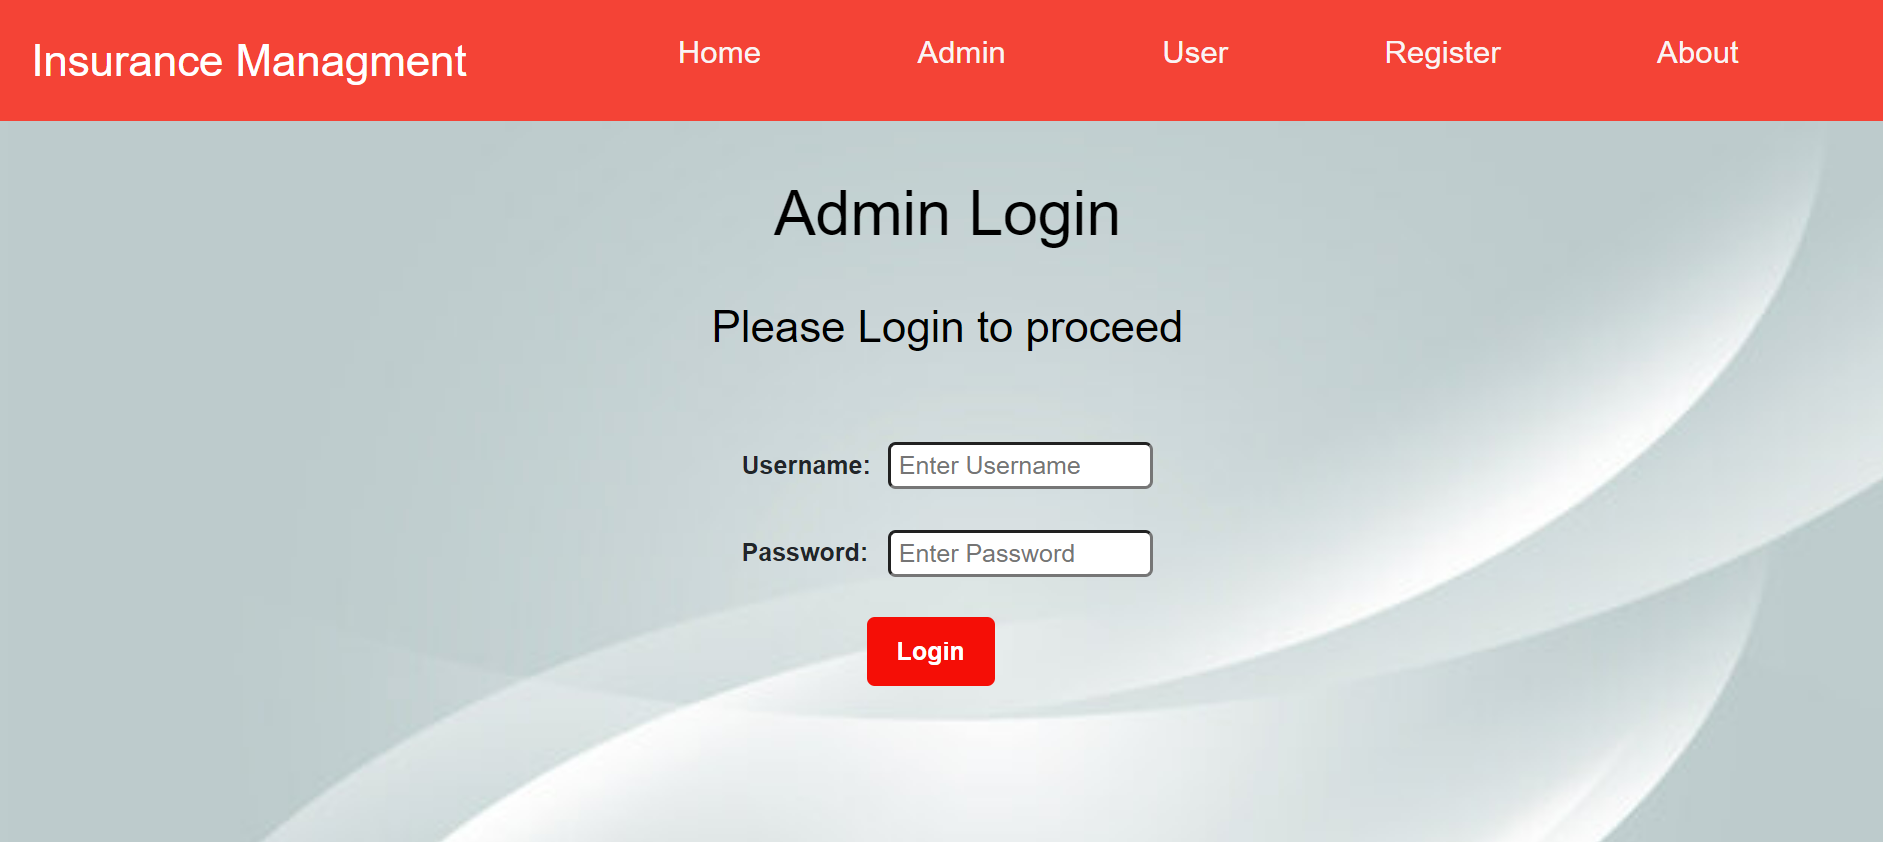 Insurance Managment
Home Admin User Register About
Admin Login
Please Login to proceed
Username: Enter Username
Password: Enter Password
Login